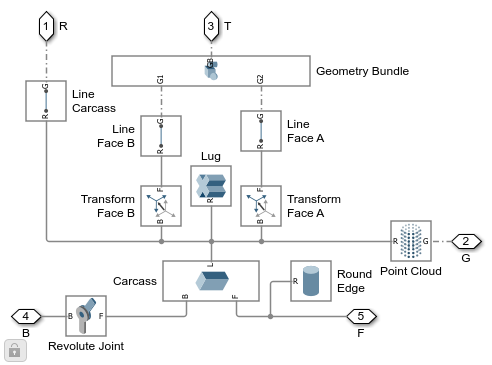 1
R
3
T
GB
Geometry Bundle
G1
G2
G
Line
Carcass
R
G
Line
Face B
R
G
Line
Face A
R
Lug
R
F
Transform
Face B
B
F
Transform
Face A
B
R
G
Point Cloud
2
G
L
Carcass
B
F
R
Round
Edge
4
B
B
F
Revolute Joint
5
F